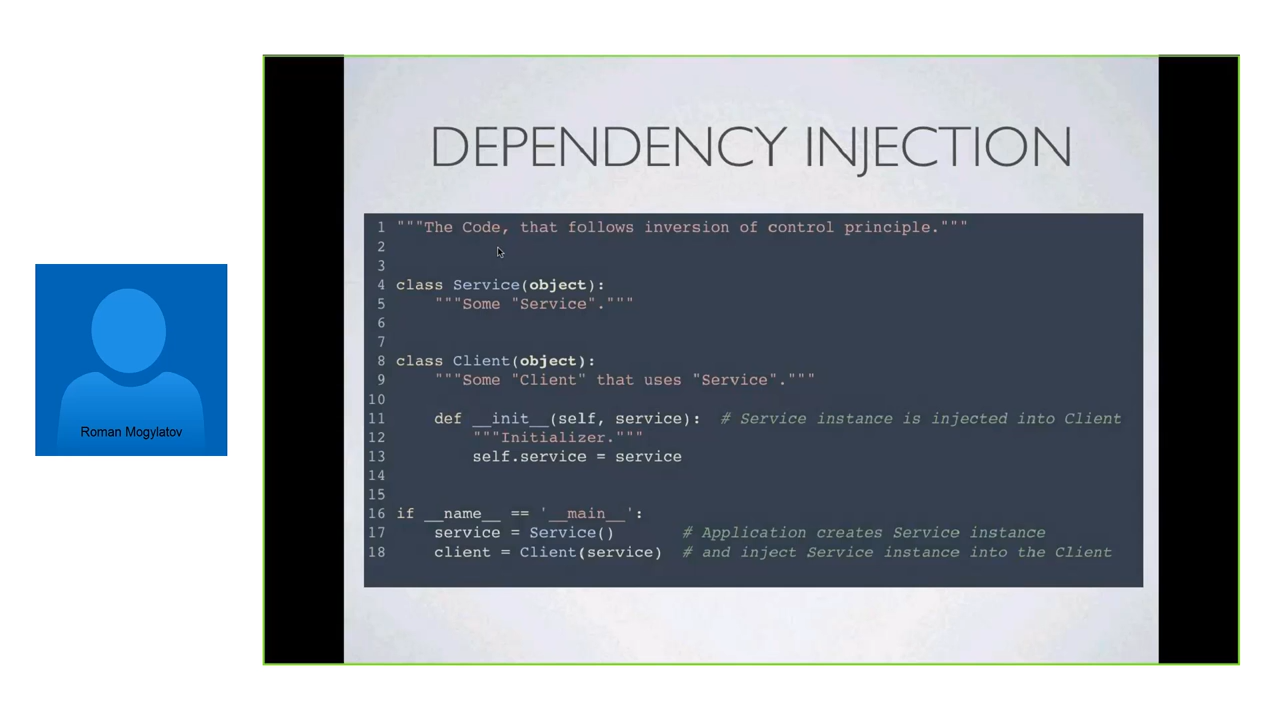 DEPENDENCY INJECTION
1 """The Code, that follows inversion of control principle."""
2
3
4 class Service(object):
5     """Some "Service"."""
6
7
8 class Client(object):
9     """Some "Client" that uses "Service"."""
10
11     def __init__(self, service):  # Service instance is injected into Client
12         """Initializer."""
13         self.service = service
14
15
16 if __name__ == '__main__':
17     service = Service()       # Application creates Service instance
18     client = Client(service)  # and inject Service instance into the Client
Roman Mogylatov